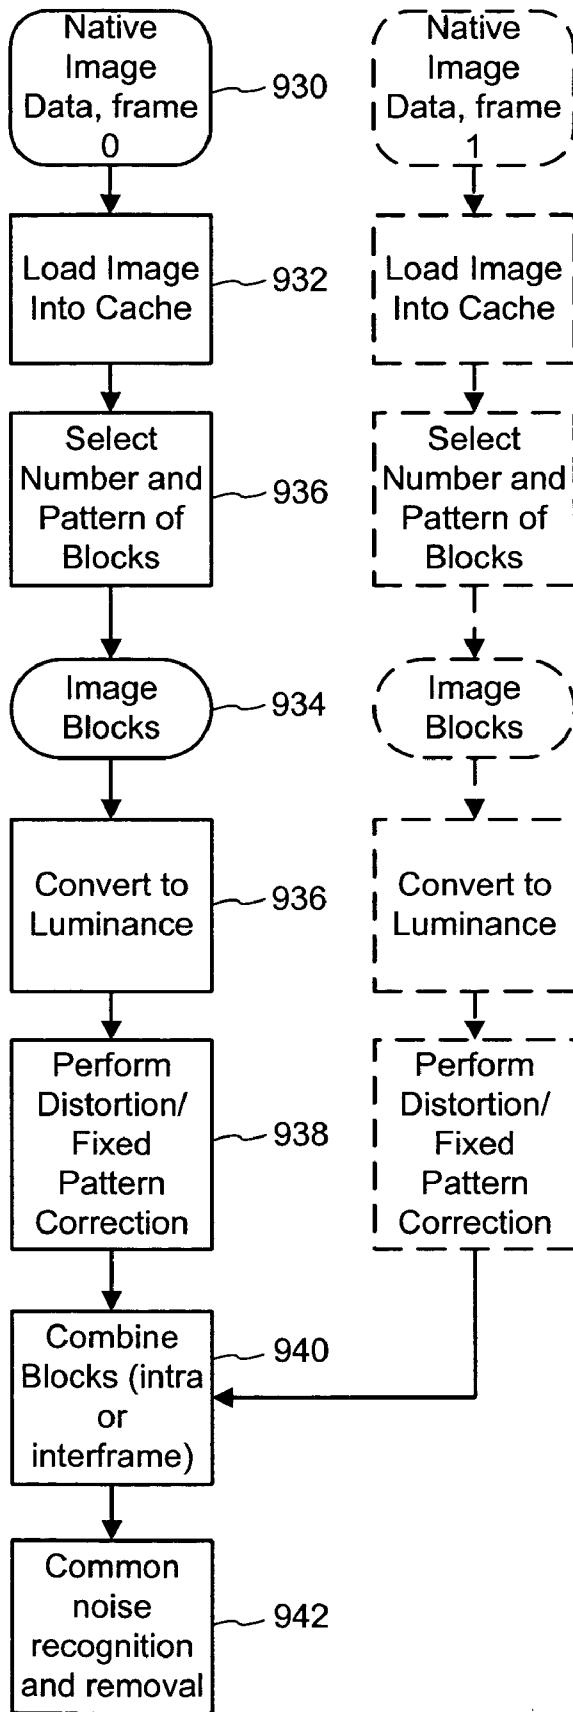 Native
Image
Data, frame
0
930
Load Image
Into Cache
932
Select
Number and
Pattern of
Blocks
936
Image
Blocks
934
Convert to
Luminance
936
Perform
Distortion/
Fixed
Pattern
Correction
938
Combine
Blocks (intra
or
interframe)
940
Common
noise
recognition
and removal
942
Native
Image
Data, frame
1
Load Image
Into Cache
Select
Number and
Pattern of
Blocks
Image
Blocks
Convert to
Luminance
Perform
Distortion/
Fixed
Pattern
Correction